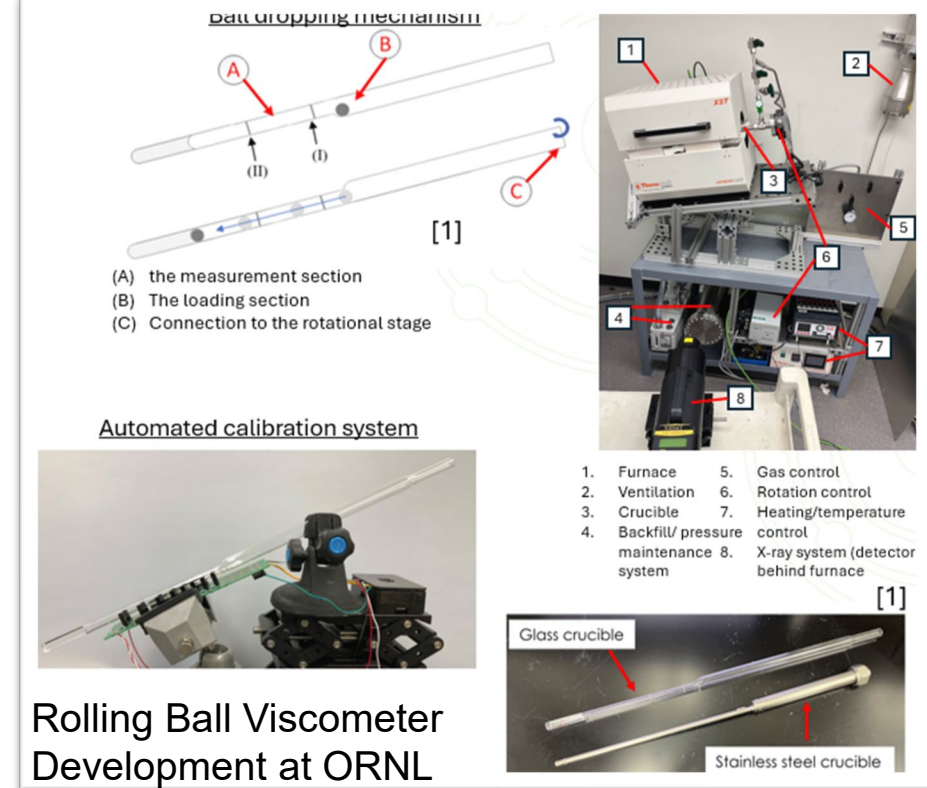 Ball dropping mechanism
A
B
(II)
(I)
C
[1]
(A) the measurement section
(B) The loading section
(C) Connection to the rotational stage
Automated calibration system
1
2
XST
3
5
6
4
7
8
1. Furnace
2. Ventilation
3. Crucible
4. Backfill/ pressure
maintenance
system
5. Gas control
6. Rotation control
7. Heating/temperature
control
8. X-ray system (detector
behind furnace
[1]
Glass crucible
Stainless steel crucible
Rolling Ball Viscometer
Development at ORNL